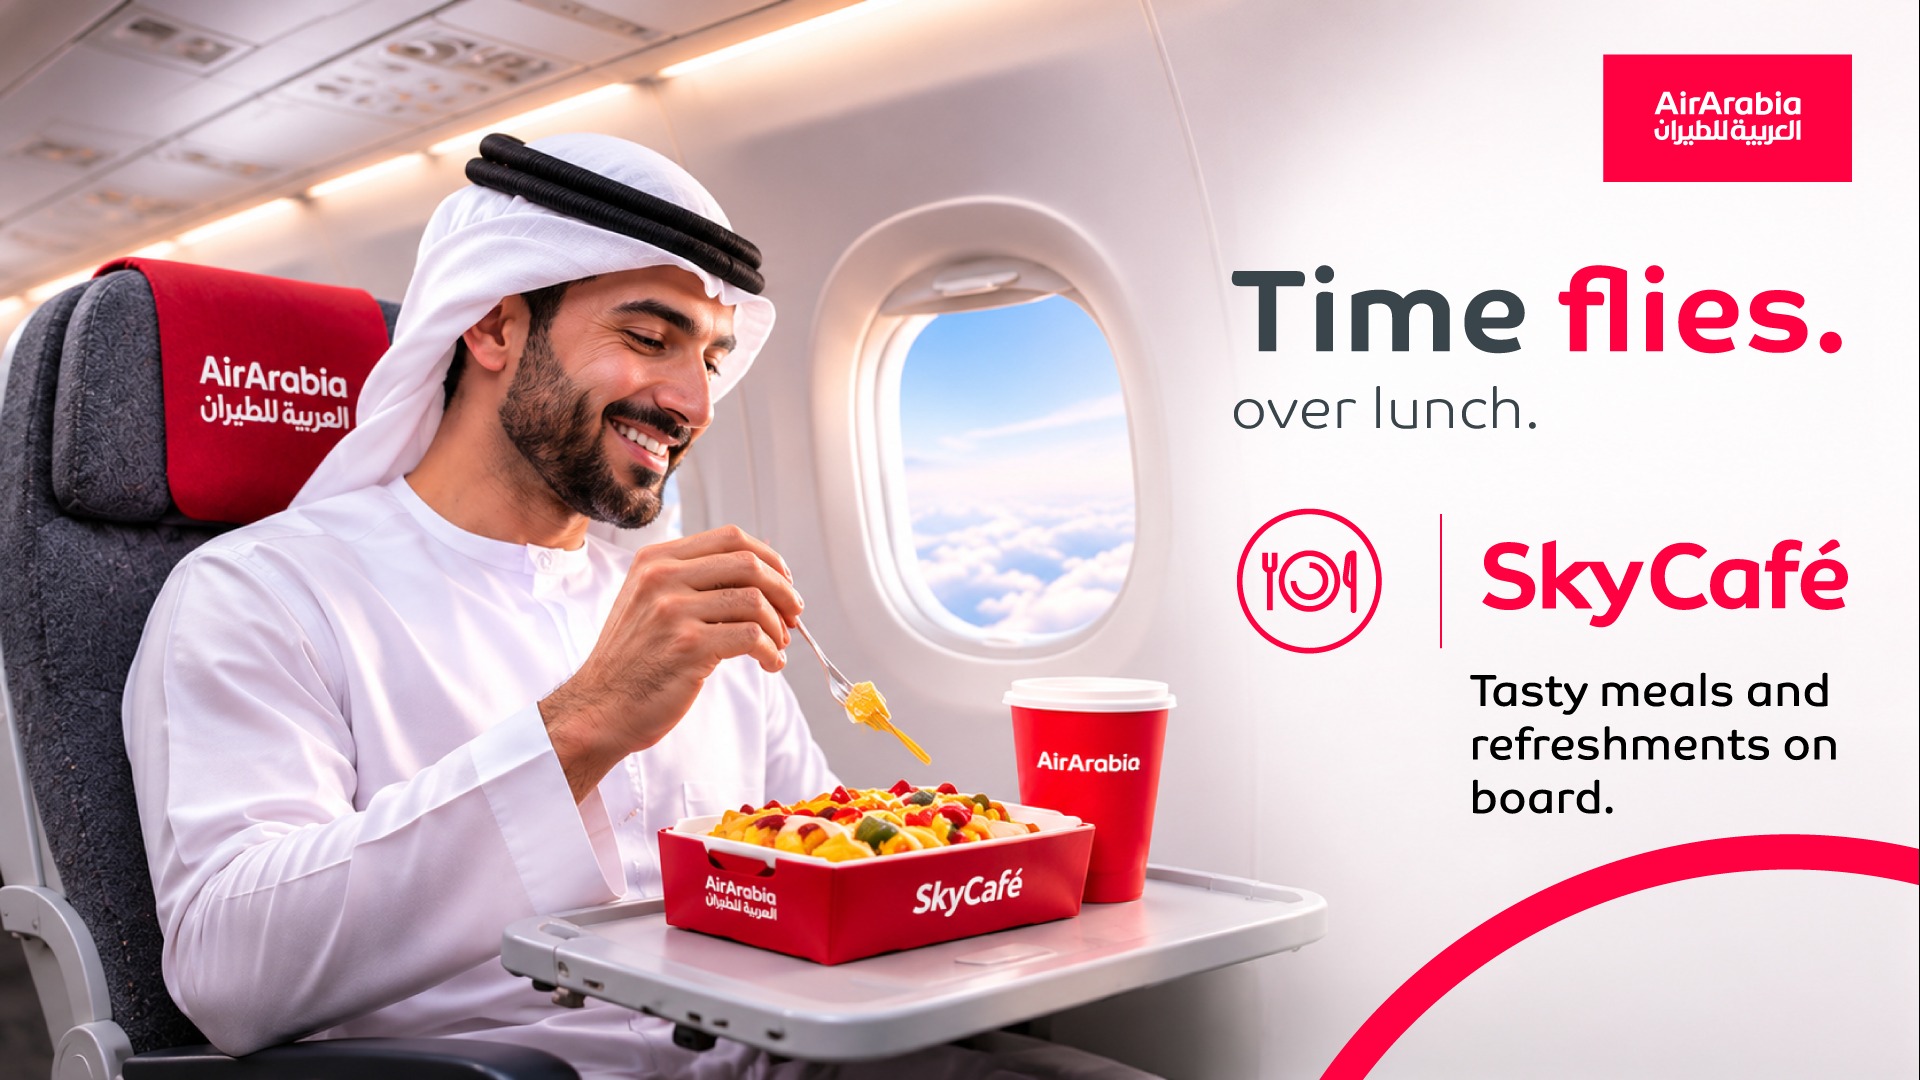 AirArabia
العربية للطيران
Time flies.
over lunch.
SkyCafé
Tasty meals and
refreshments on
board.
AirArabia
العربية للطيران
AirArabia
AirArabia
العربية للطيران
SkyCafé